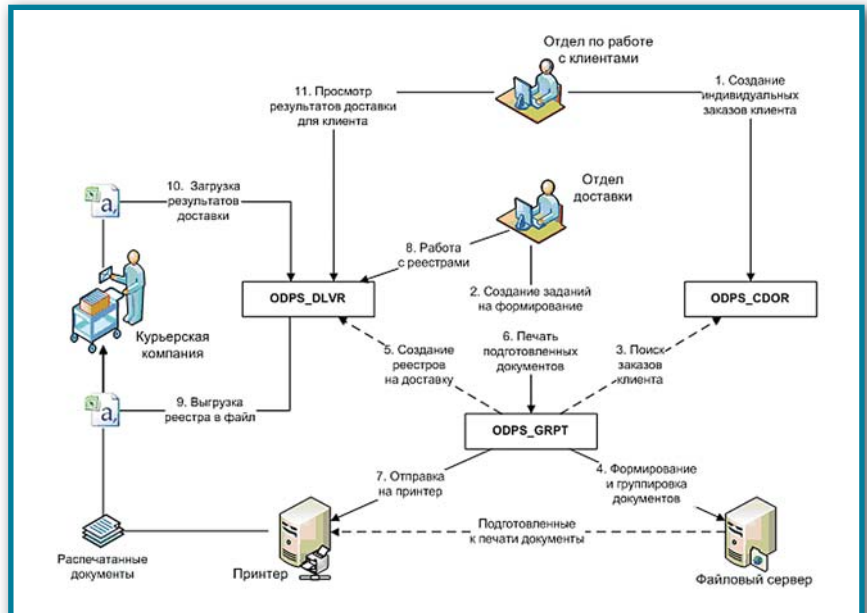 Отдел по работе
с клиентами
11. Просмотр
результатов доставки
для клиента
1. Создание
индивидуальных
заказов клиента
10. Загрузка
результатов
доставки
Отдел
доставки
8. Работа
с реестрами
ODPS_DLVR
2. Создание заданий
на формирование
ODPS_CDOR
Курьерская
компания
5. Создание
реестров
на доставку
6. Печать
подготовленных
документов
3. Поиск
заказов
клиента
9. Выгрузка
реестра в файл
ODPS_GRPT
7. Отправка
на принтер
4. Формирование
и группировка
документов
Подготовленные
к печати документы
Распечатанные
документы
Принтер
Файловый сервер
a,
a,